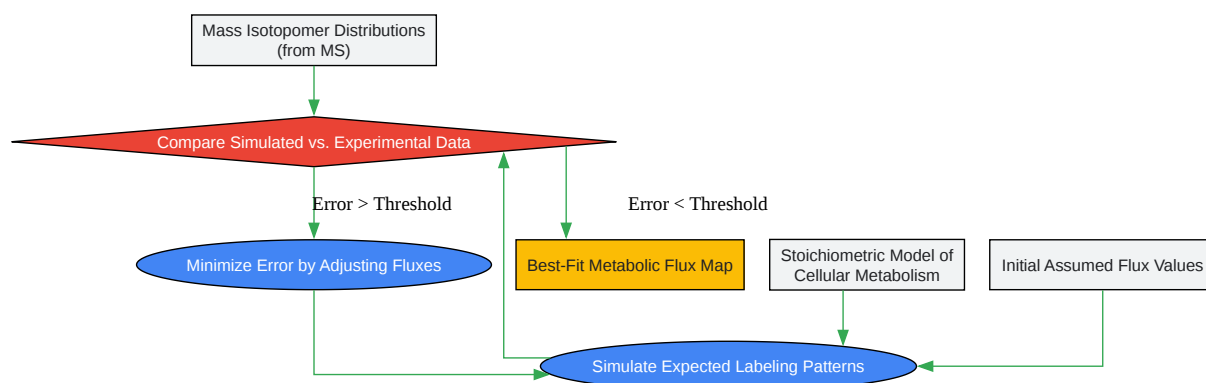 Mass Isotopomer Distributions
(from MS)
Compare Simulated vs. Experimental Data
Error > Threshold
Error < Threshold
Minimize Error by Adjusting Fluxes
Best-Fit Metabolic Flux Map
Stoichiometric Model of
Cellular Metabolism
Initial Assumed Flux Values
Simulate Expected Labeling Patterns